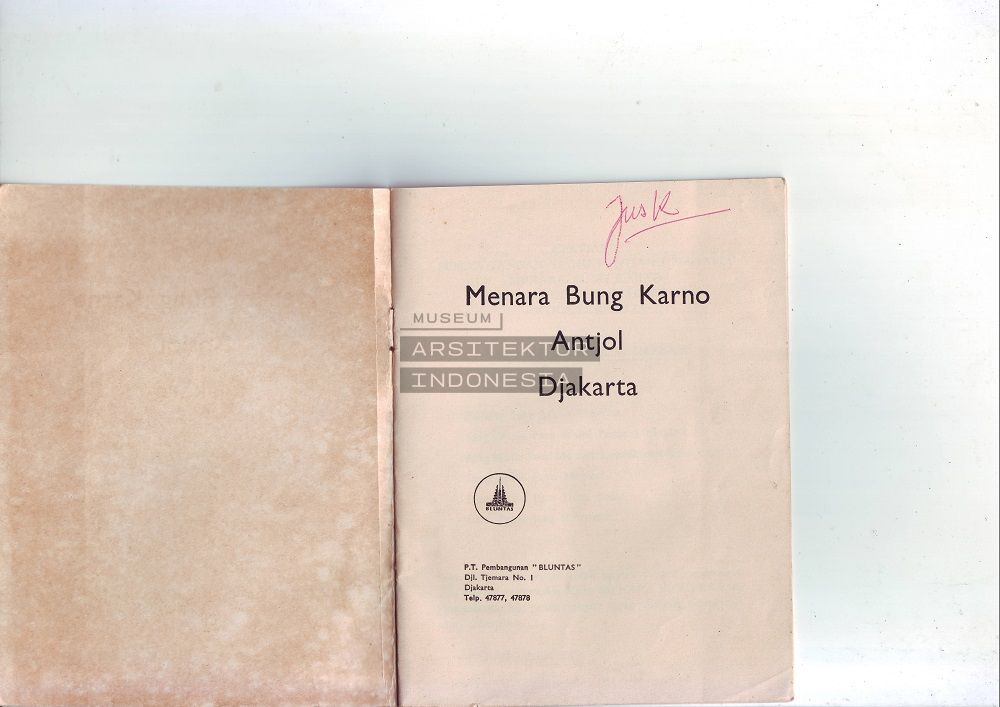 Jusk
Menara Bung Karno
MUSEUM
Antjol
ARSITEKTUR
INDONESIA
Djakarta
BLUNTAS
P.T. Pembangunan "BLUNTAS"
Djl. Tjemara No. 1
Djakarta
Telp. 47877, 47878